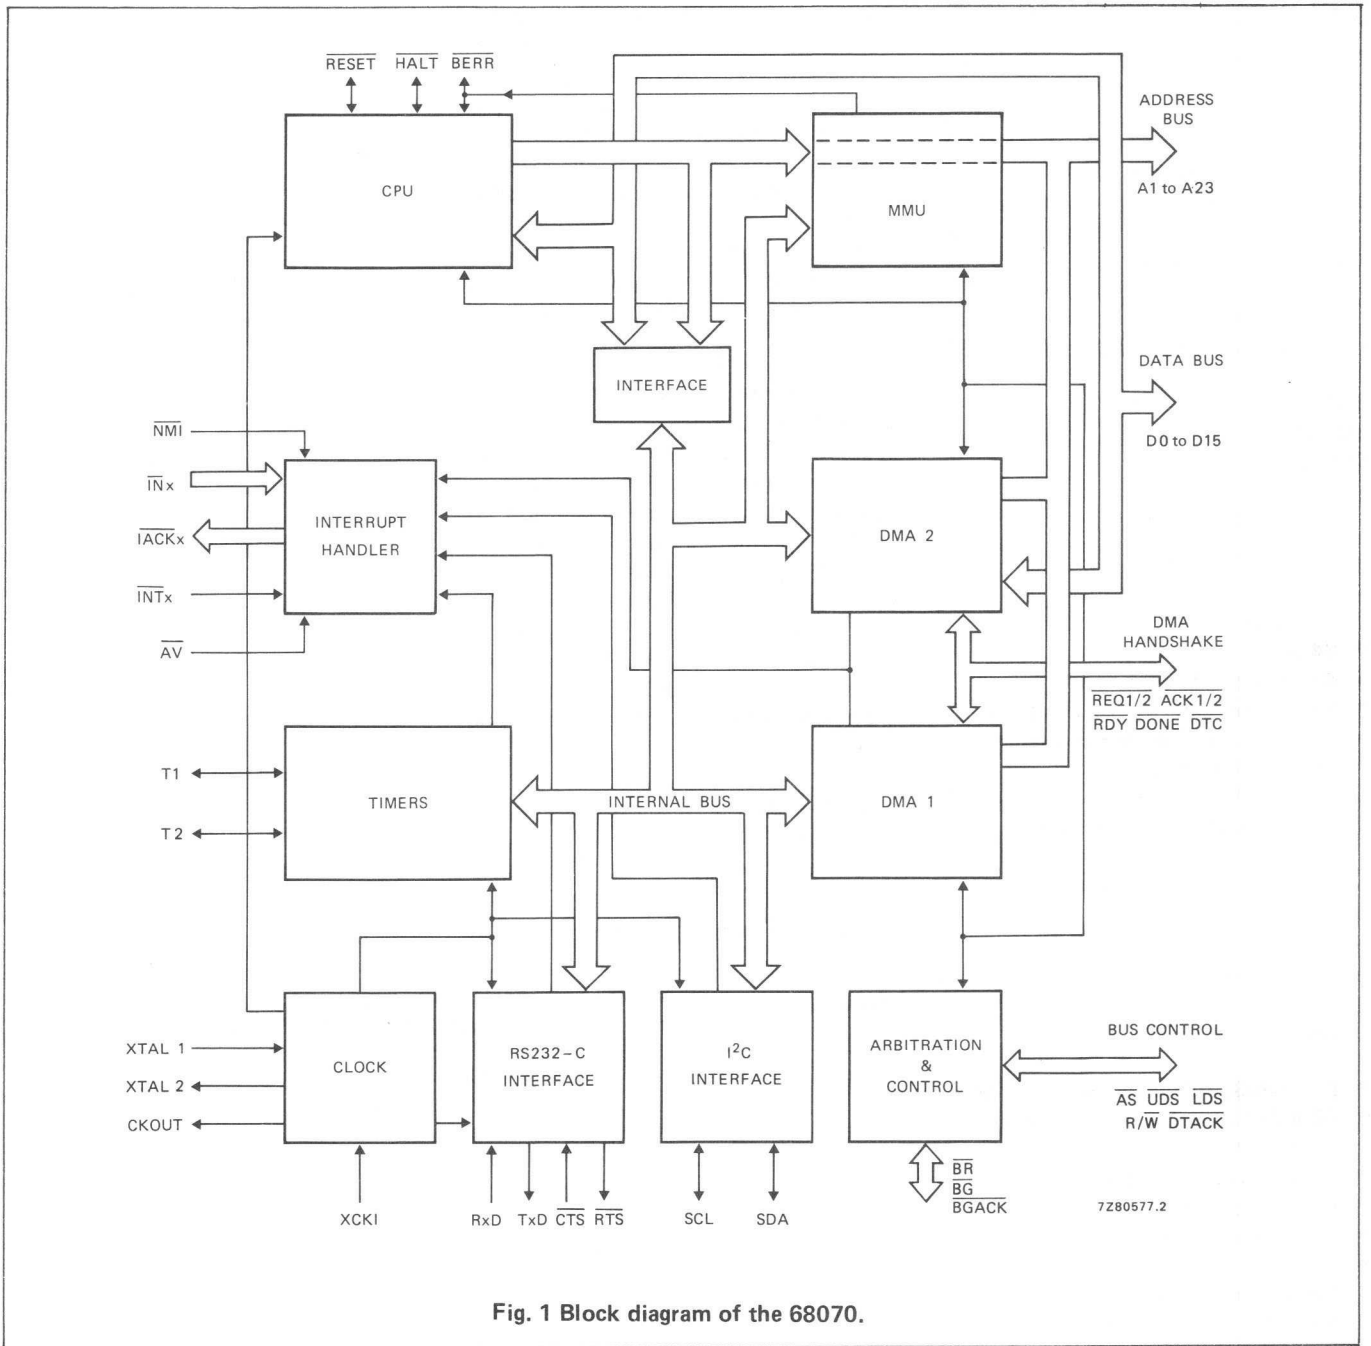 RESET HALT BERR
ADDRESS
BUS
A1 to A23
CPU
MMU
INTERFACE
DATA BUS
D0 to D15
NMI
INx
IACKx
INTx
AV
INTERRUPT
HANDLER
DMA 2
DMA
HANDSHAKE
REQ1/2 ACK1/2
RDY DONE DTC
T1
T2
TIMERS
INTERNAL BUS
DMA 1
XTAL 1
XTAL 2
CKOUT
CLOCK
RS232-C
INTERFACE
I²C
INTERFACE
ARBITRATION
&
CONTROL
BUS CONTROL
AS UDS LDS
R/W DTACK
XCKI
RxD TxD CTS RTS
SCL SDA
BR
BG
BGACK
7Z80577.2
Fig. 1 Block diagram of the 68070.